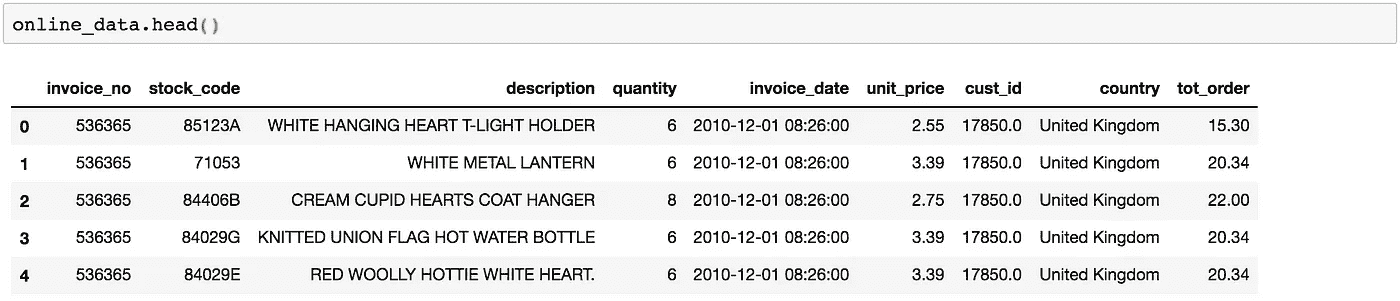 online_data.head()
invoice_no stock_code description quantity invoice_date unit_price cust_id country tot_order
0 536365 85123A WHITE HANGING HEART T-LIGHT HOLDER 6 2010-12-01 08:26:00 2.55 17850.0 United Kingdom 15.30
1 536365 71053 WHITE METAL LANTERN 6 2010-12-01 08:26:00 3.39 17850.0 United Kingdom 20.34
2 536365 84406B CREAM CUPID HEARTS COAT HANGER 8 2010-12-01 08:26:00 2.75 17850.0 United Kingdom 22.00
3 536365 84029G KNITTED UNION FLAG HOT WATER BOTTLE 6 2010-12-01 08:26:00 3.39 17850.0 United Kingdom 20.34
4 536365 84029E RED WOOLLY HOTTIE WHITE HEART. 6 2010-12-01 08:26:00 3.39 17850.0 United Kingdom 20.34